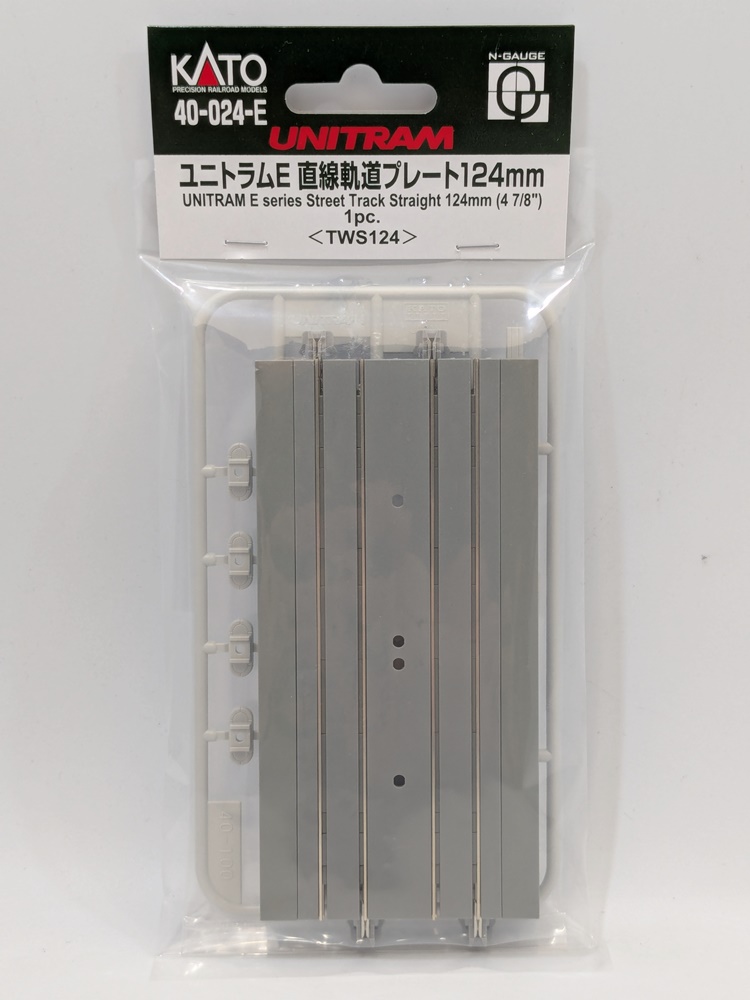 KATO
PRECISION RAILROAD MODELS
40-024-E
N-GAUGE
UNITRAM
ユニトラムE 直線軌道プレート124mm
UNITRAM E series Street Track Straight 124mm (4 7/8")
1pc.
<TWS124>